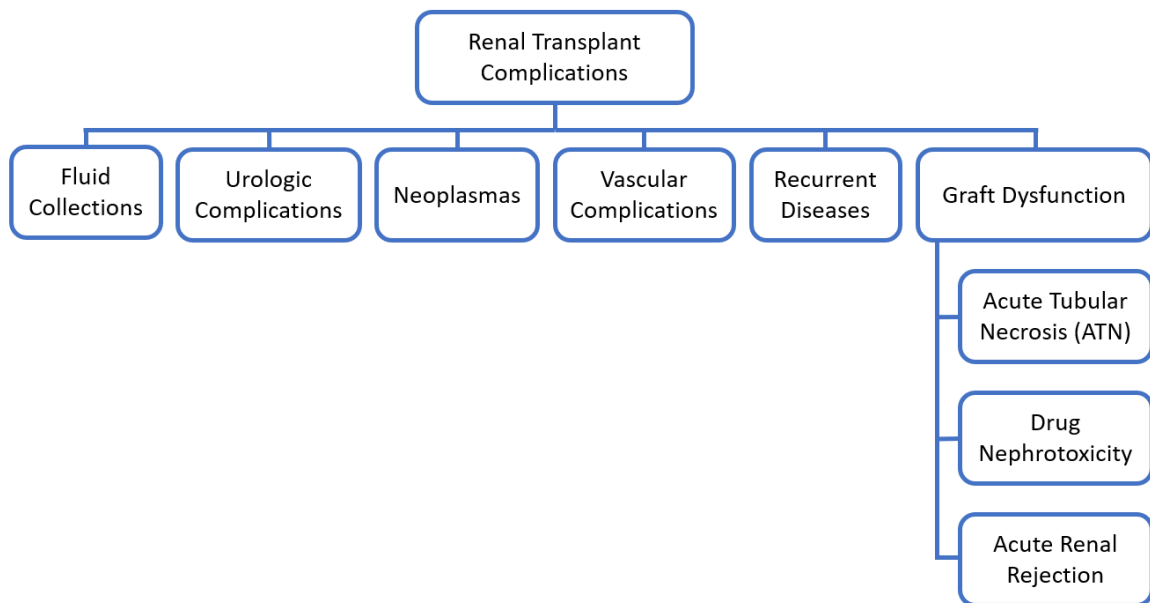 Renal Transplant
Complications
Fluid
Collections
Urologic
Complications
Neoplasmas
Vascular
Complications
Recurrent
Diseases
Graft Dysfunction
Acute Tubular
Necrosis (ATN)
Drug
Nephrotoxicity
Acute Renal
Rejection